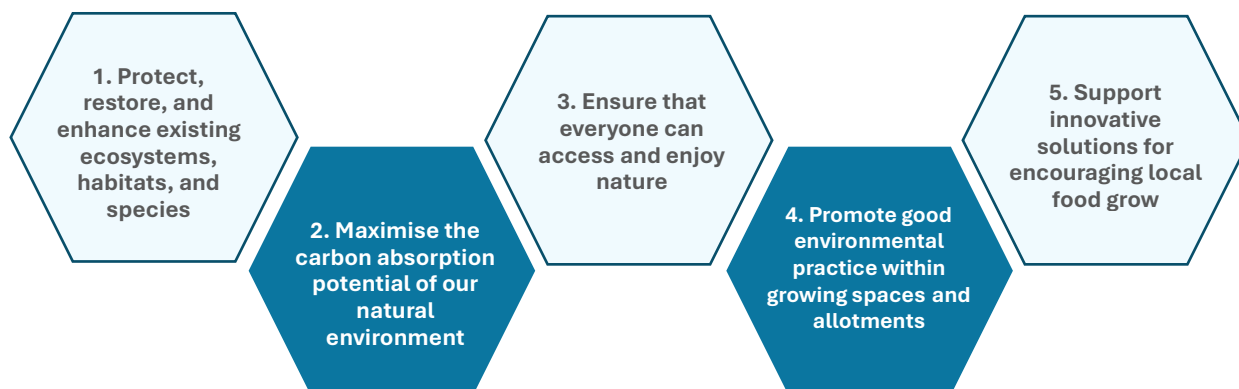 1. Protect,
restore, and
enhance existing
ecosystems,
habitats, and
species
2. Maximise the
carbon absorption
potential of our
natural
environment
3. Ensure that
everyone can
access and enjoy
nature
4. Promote good
environmental
practice within
growing spaces and
allotments
5. Support
innovative
solutions for
encouraging local
food grow